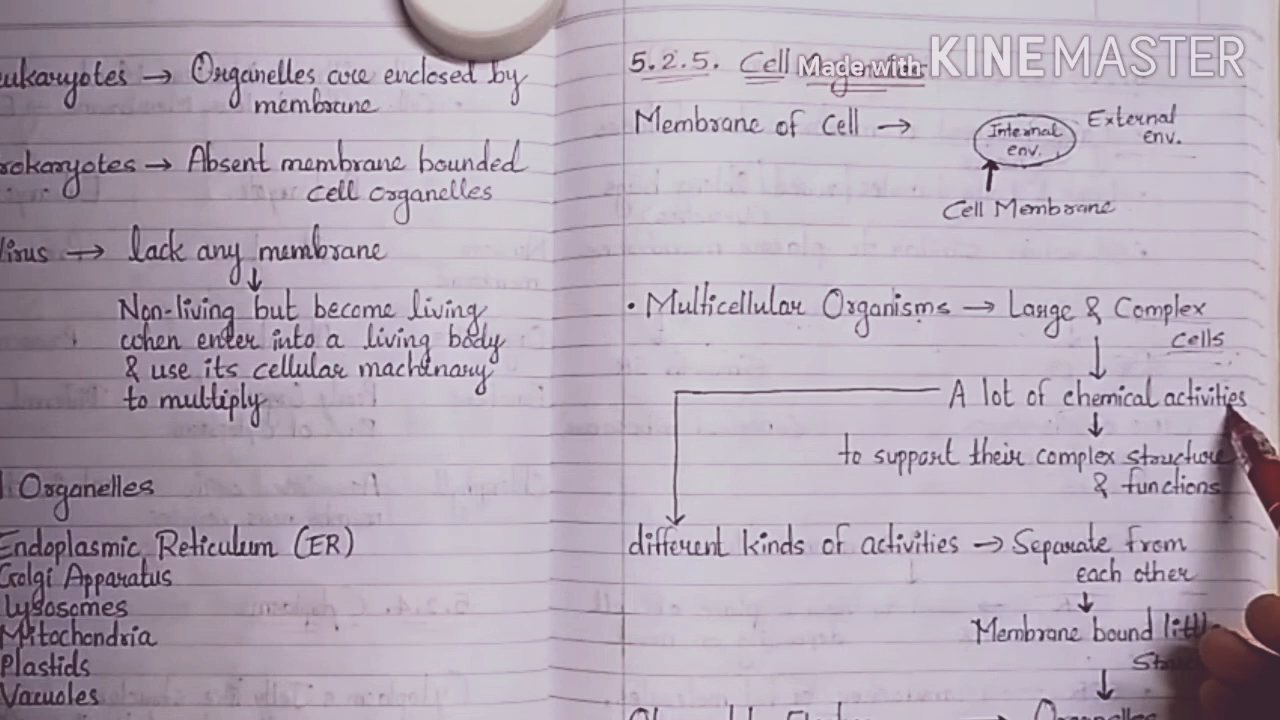 eukaryotes → Organelles are enclosed by
membrane
rokaryotes → Absent membrane bounded
cell organelles
Virus → lack any membrane
↓
Non-living but become living
when enter into a living body
& use its cellular machinary
to multiply
Organelles
Endoplasmic Reticulum (ER)
Golgi Apparatus
Lysosomes
Mitochondria
Plastids
Vacuoles
5.2.5. Cell
Made with KINEMASTER
Membrane of Cell →
Internal
env.
External
env.
Cell Membrane
• Multicellular Organisms → Large & Complex
Cells
↓
A lot of chemical activities
↓
to support their complex structure
& functions
different kinds of activities → Separate from
each other
↓
Membrane bound
↓